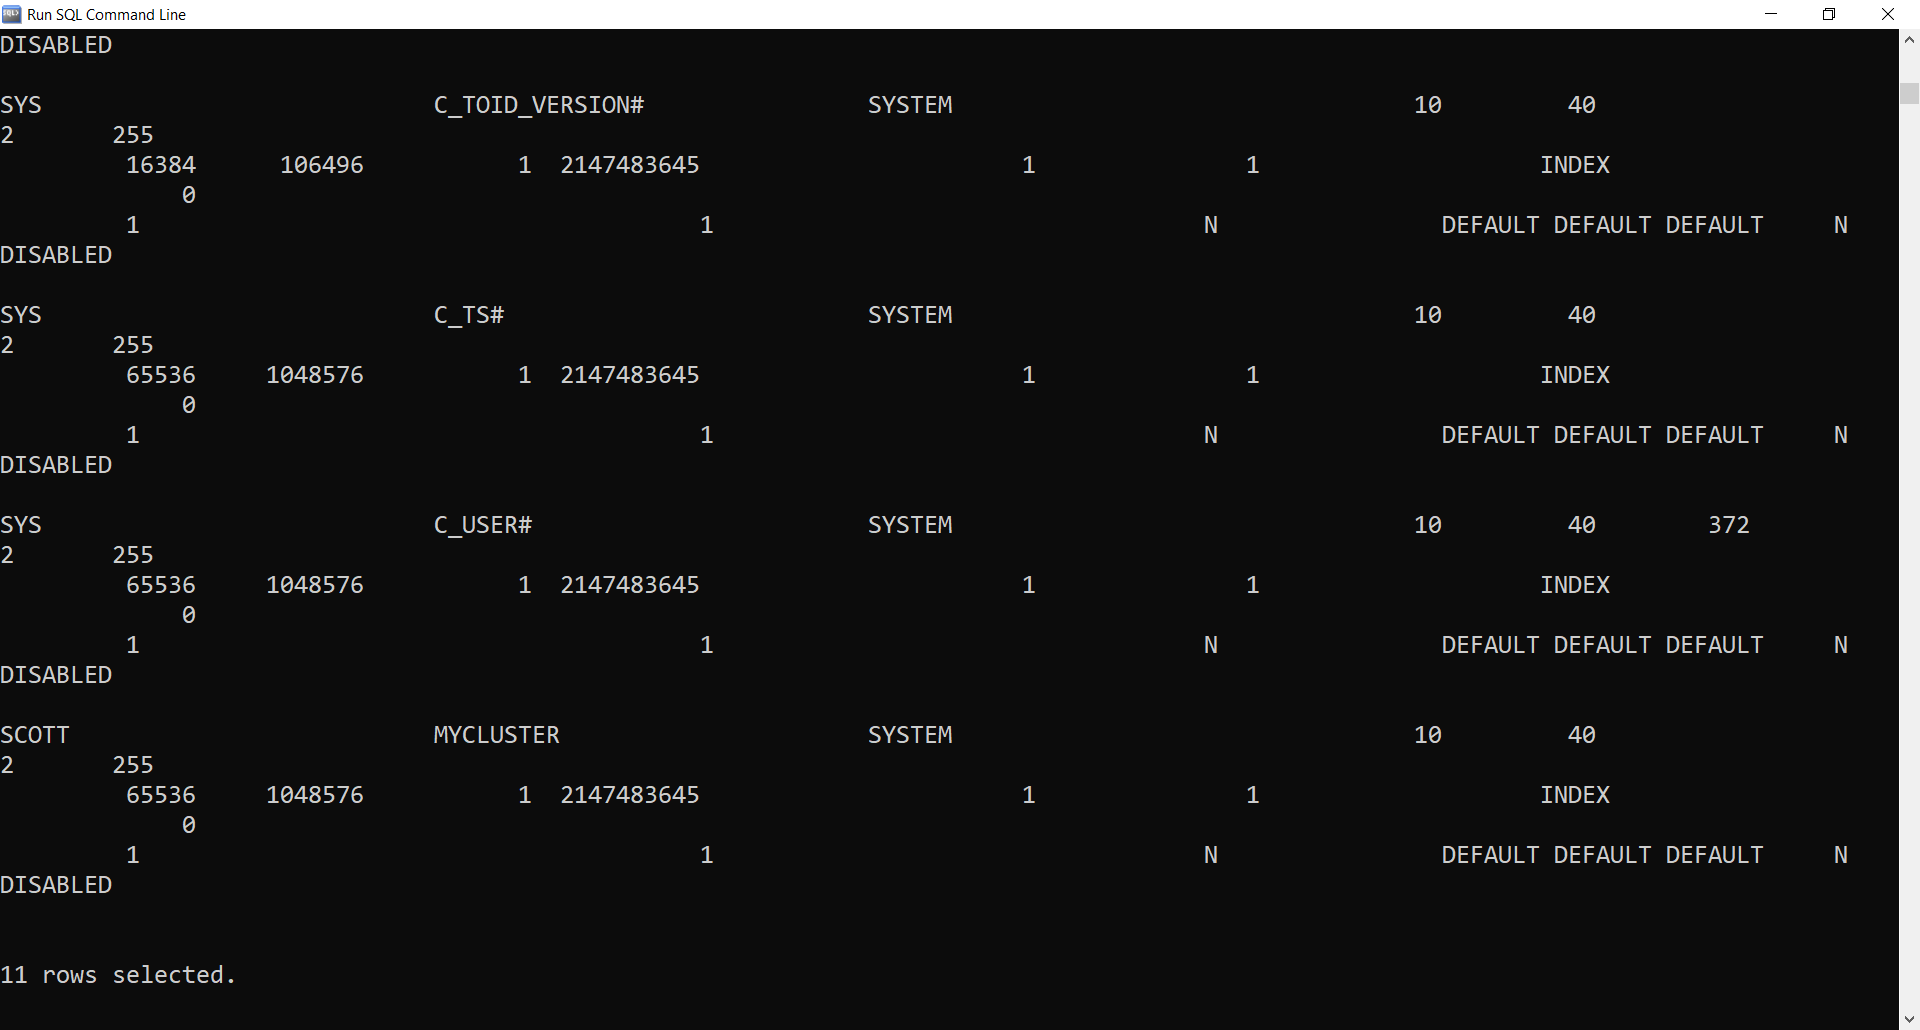 Run SQL Command Line
DISABLED
SYS C_TOID_VERSION# SYSTEM 10 40
2 255
16384 106496 1 2147483645 1 1 INDEX
0
1 1 N DEFAULT DEFAULT DEFAULT N
DISABLED
SYS C_TS# SYSTEM 10 40
2 255
65536 1048576 1 2147483645 1 1 INDEX
0
1 1 N DEFAULT DEFAULT DEFAULT N
DISABLED
SYS C_USER# SYSTEM 10 40 372
2 255
65536 1048576 1 2147483645 1 1 INDEX
0
1 1 N DEFAULT DEFAULT DEFAULT N
DISABLED
SCOTT MYCLUSTER SYSTEM 10 40
2 255
65536 1048576 1 2147483645 1 1 INDEX
0
1 1 N DEFAULT DEFAULT DEFAULT N
DISABLED
11 rows selected.